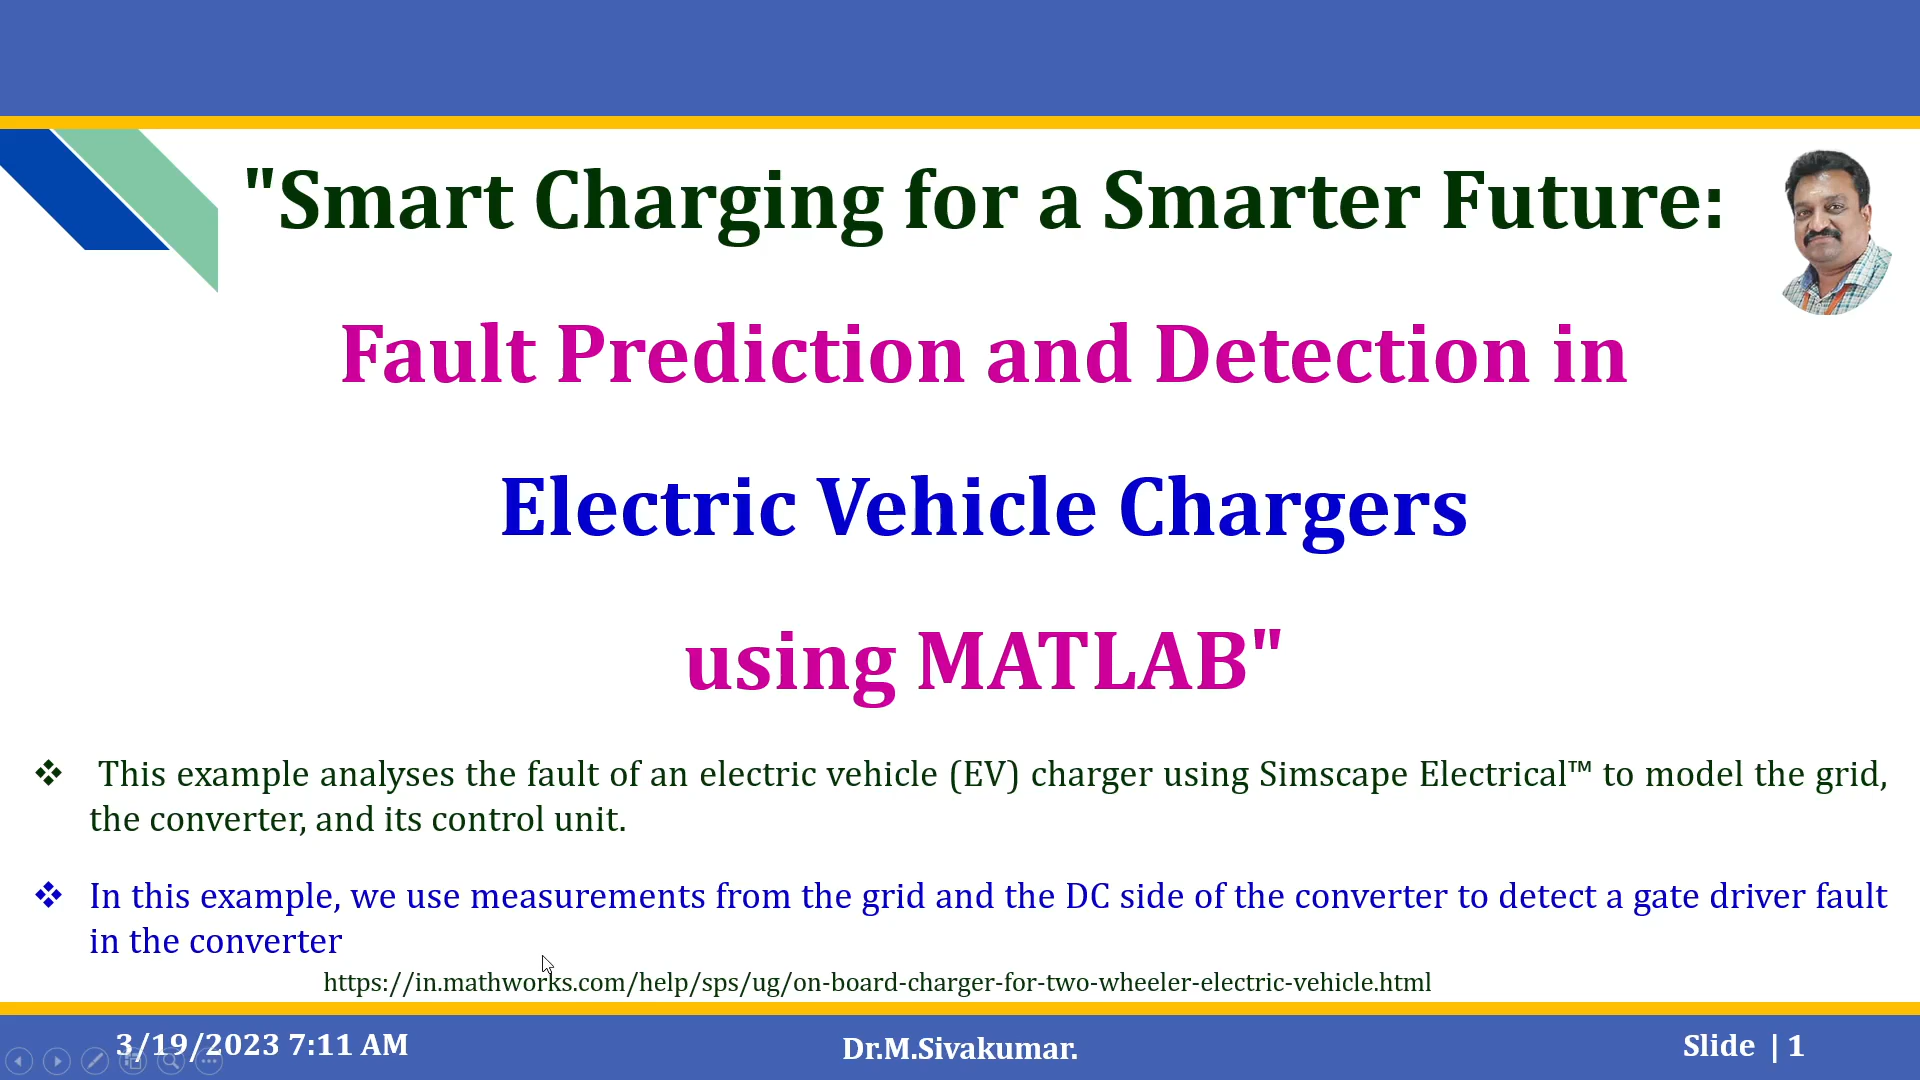 "Smart Charging for a Smarter Future:
Fault Prediction and Detection in
Electric Vehicle Chargers
using MATLAB"
❖ This example analyses the fault of an electric vehicle (EV) charger using Simscape Electrical™ to model the grid,
the converter, and its control unit.
❖ In this example, we use measurements from the grid and the DC side of the converter to detect a gate driver fault
in the converter
https://in.mathworks.com/help/sps/ug/on-board-charger-for-two-wheeler-electric-vehicle.html
3/19/2023 7:11 AM
Dr.M.Sivakumar.
Slide | 1